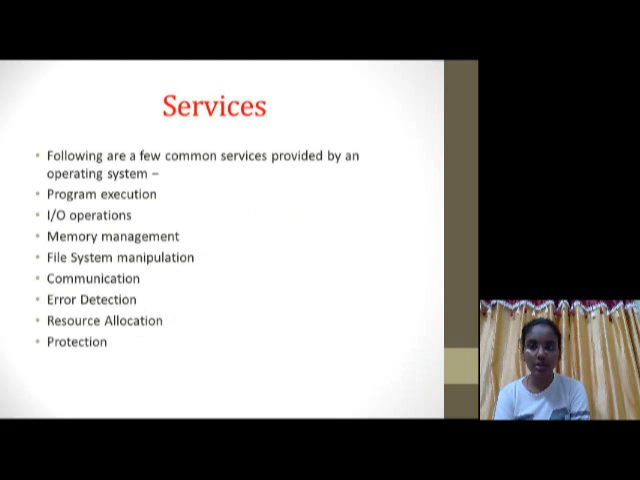 Services
Following are a few common services provided by an
operating system –
Program execution
I/O operations
Memory management
File System manipulation
Communication
Error Detection
Resource Allocation
Protection